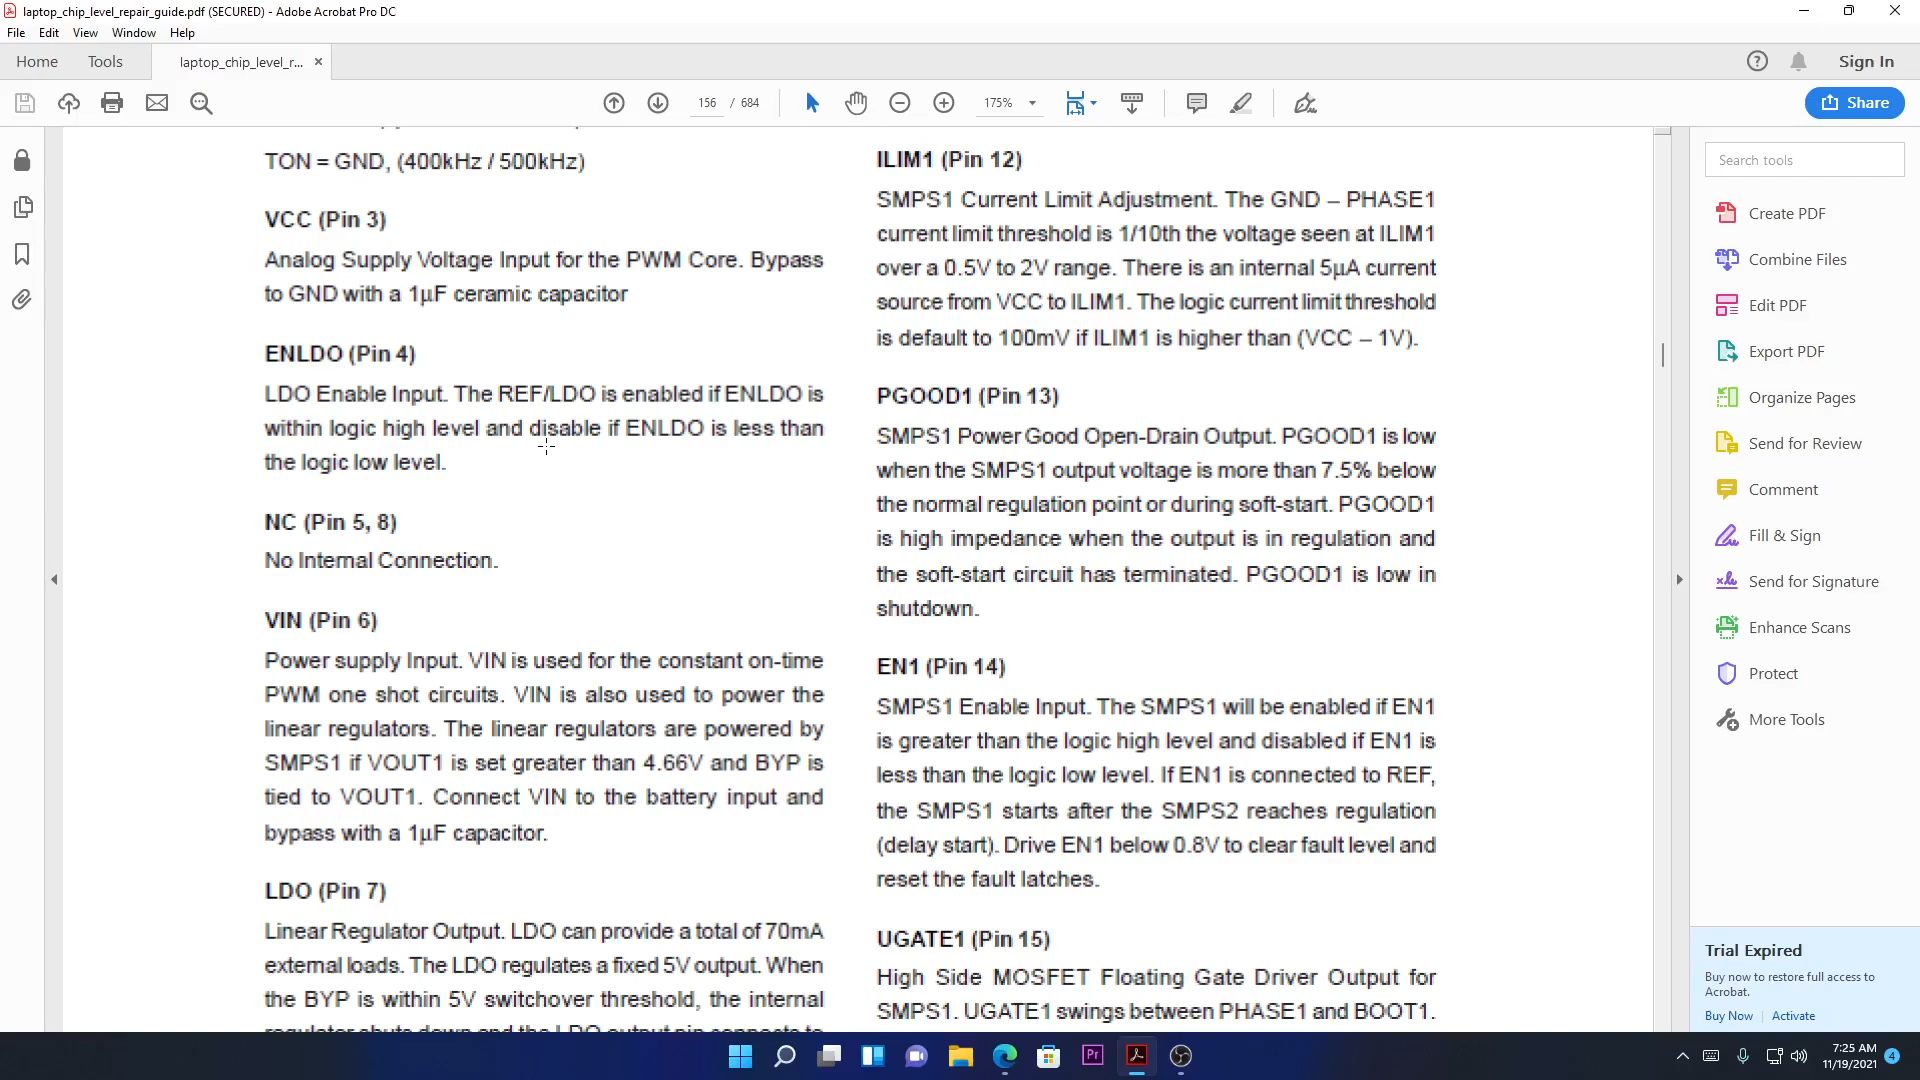 laptop_chip_level_repair_guide.pdf (SECURED) - Adobe Acrobat Pro DC
File Edit View Window Help
Home Tools laptop_chip_level_r... ×
Sign In
156 / 684 175% Share
TON = GND, (400kHz / 500kHz)
VCC (Pin 3)
Analog Supply Voltage Input for the PWM Core. Bypass
to GND with a 1µF ceramic capacitor
ENLDO (Pin 4)
LDO Enable Input. The REF/LDO is enabled if ENLDO is
within logic high level and disable if ENLDO is less than
the logic low level.
NC (Pin 5, 8)
No Internal Connection.
VIN (Pin 6)
Power supply Input. VIN is used for the constant on-time
PWM one shot circuits. VIN is also used to power the
linear regulators. The linear regulators are powered by
SMPS1 if VOUT1 is set greater than 4.66V and BYP is
tied to VOUT1. Connect VIN to the battery input and
bypass with a 1µF capacitor.
LDO (Pin 7)
Linear Regulator Output. LDO can provide a total of 70mA
external loads. The LDO regulates a fixed 5V output. When
the BYP is within 5V switchover threshold, the internal
regulator shuts down and the LDO output pin connects to
ILIM1 (Pin 12)
SMPS1 Current Limit Adjustment. The GND – PHASE1
current limit threshold is 1/10th the voltage seen at ILIM1
over a 0.5V to 2V range. There is an internal 5µA current
source from VCC to ILIM1. The logic current limit threshold
is default to 100mV if ILIM1 is higher than (VCC – 1V).
PGOOD1 (Pin 13)
SMPS1 Power Good Open-Drain Output. PGOOD1 is low
when the SMPS1 output voltage is more than 7.5% below
the normal regulation point or during soft-start. PGOOD1
is high impedance when the output is in regulation and
the soft-start circuit has terminated. PGOOD1 is low in
shutdown.
EN1 (Pin 14)
SMPS1 Enable Input. The SMPS1 will be enabled if EN1
is greater than the logic high level and disabled if EN1 is
less than the logic low level. If EN1 is connected to REF,
the SMPS1 starts after the SMPS2 reaches regulation
(delay start). Drive EN1 below 0.8V to clear fault level and
reset the fault latches.
UGATE1 (Pin 15)
High Side MOSFET Floating Gate Driver Output for
SMPS1. UGATE1 swings between PHASE1 and BOOT1.
Search tools
Create PDF
Combine Files
Edit PDF
Export PDF
Organize Pages
Send for Review
Comment
Fill & Sign
Send for Signature
Enhance Scans
Protect
More Tools
Trial Expired
Buy now to restore full access to
Acrobat.
Buy Now Activate
Pr
7:25 AM
11/19/2021 4